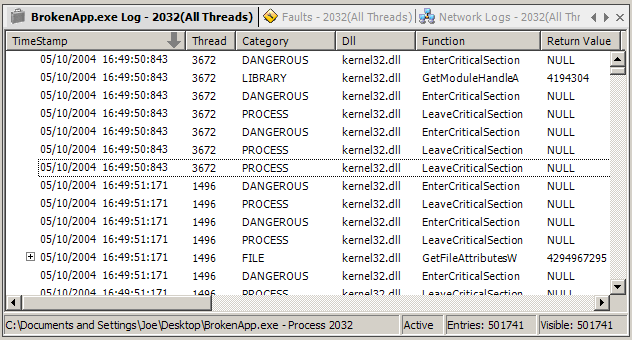 BrokenApp.exe Log - 2032(All Threads) Faults - 2032(All Threads) Network Logs - 2032(All Thr
TimeStamp Thread Category Dll Function Return Value
05/10/2004 16:49:50:843 3672 DANGEROUS kernel32.dll EnterCriticalSection NULL
05/10/2004 16:49:50:843 3672 LIBRARY kernel32.dll GetModuleHandleA 4194304
05/10/2004 16:49:50:843 3672 DANGEROUS kernel32.dll EnterCriticalSection NULL
05/10/2004 16:49:50:843 3672 PROCESS kernel32.dll LeaveCriticalSection NULL
05/10/2004 16:49:50:843 3672 DANGEROUS kernel32.dll EnterCriticalSection NULL
05/10/2004 16:49:50:843 3672 PROCESS kernel32.dll LeaveCriticalSection NULL
05/10/2004 16:49:50:843 3672 PROCESS kernel32.dll LeaveCriticalSection NULL
05/10/2004 16:49:51:171 1496 DANGEROUS kernel32.dll EnterCriticalSection NULL
05/10/2004 16:49:51:171 1496 PROCESS kernel32.dll LeaveCriticalSection NULL
05/10/2004 16:49:51:171 1496 DANGEROUS kernel32.dll EnterCriticalSection NULL
05/10/2004 16:49:51:171 1496 PROCESS kernel32.dll LeaveCriticalSection NULL
05/10/2004 16:49:51:171 1496 FILE kernel32.dll GetFileAttributesW 4294967295
05/10/2004 16:49:51:171 1496 DANGEROUS kernel32.dll EnterCriticalSection NULL
05/10/2004 16:49:51:171 1496 PROCESS kernel32.dll LeaveCriticalSection NULL
C:\Documents and Settings\Joe\Desktop\BrokenApp.exe - Process 2032 Active Entries: 501741 Visible: 501741